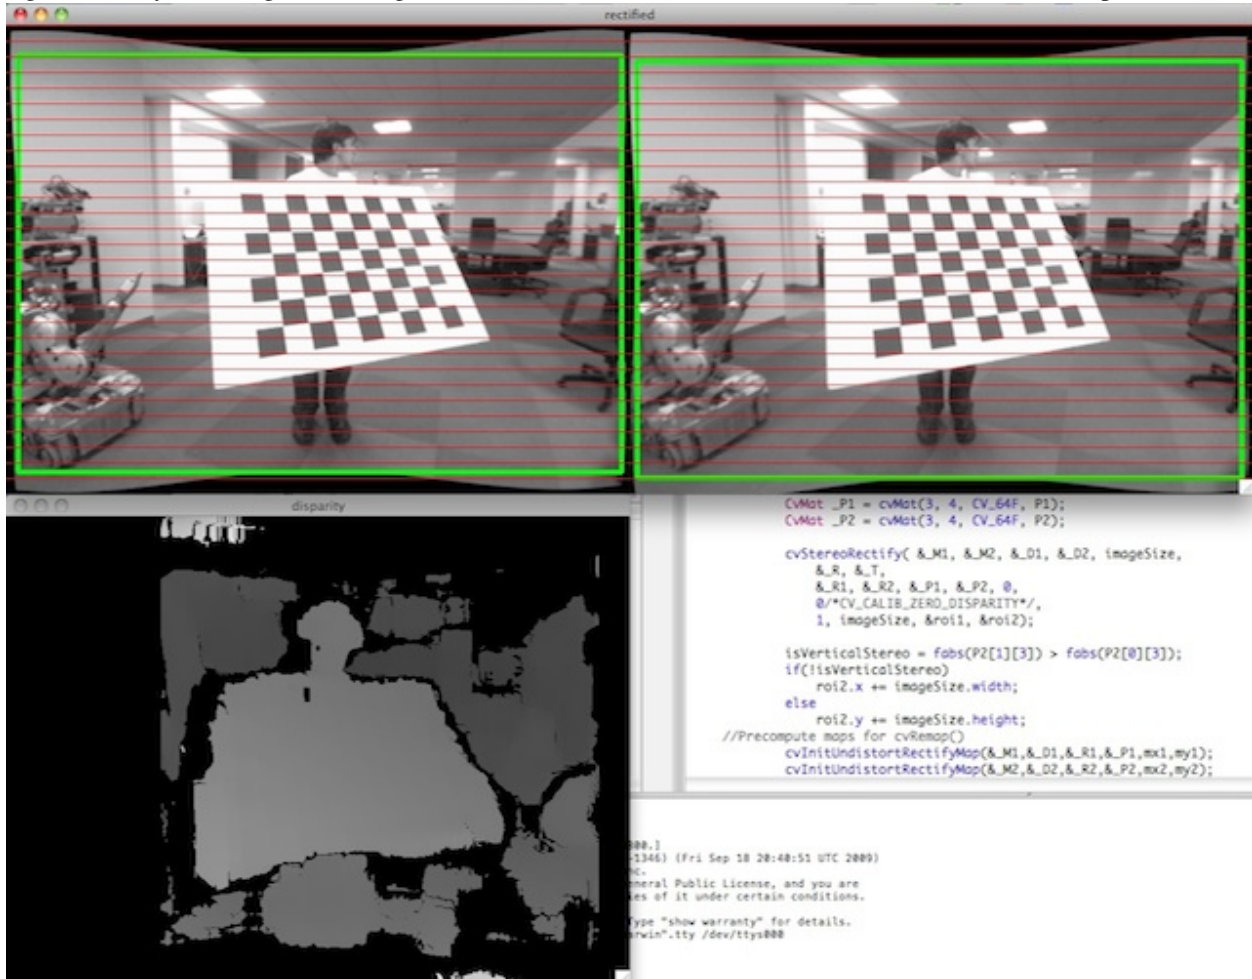 rectified
disparity
CvMat _P1 = cvMat(3, 4, CV_64F, P1);
CvMat _P2 = cvMat(3, 4, CV_64F, P2);
cvStereoRectify( &_M1, &_M2, &_D1, &_D2, imageSize,
&_R, &_T,
&_R1, &_R2, &_P1, &_P2, 0,
0/*CV_CALIB_ZERO_DISPARITY*/,
1, imageSize, &roi1, &roi2);
isVerticalStereo = fabs(P2[1][3]) > fabs(P2[0][3]);
if(!isVerticalStereo)
roi2.x += imageSize.width;
else
roi2.y += imageSize.height;
//Precompute maps for cvRemap()
cvInitUndistortRectifyMap(&_M1,&_D1,&_R1,&_P1,mx1,my1);
cvInitUndistortRectifyMap(&_M2,&_D2,&_R2,&_P2,mx2,my2);
-1346) (Fri Sep 18 20:40:51 UTC 2009)
nc.
eneral Public License, and you are
ies of it under certain conditions.
Type "show warranty" for details.
arwin".tty /dev/ttys000